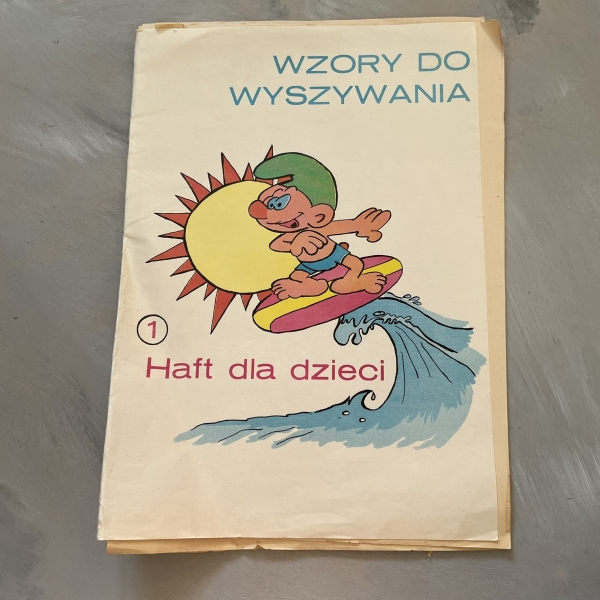 WZORY DO
WYSZYWANIA
1
Haft dla dzieci